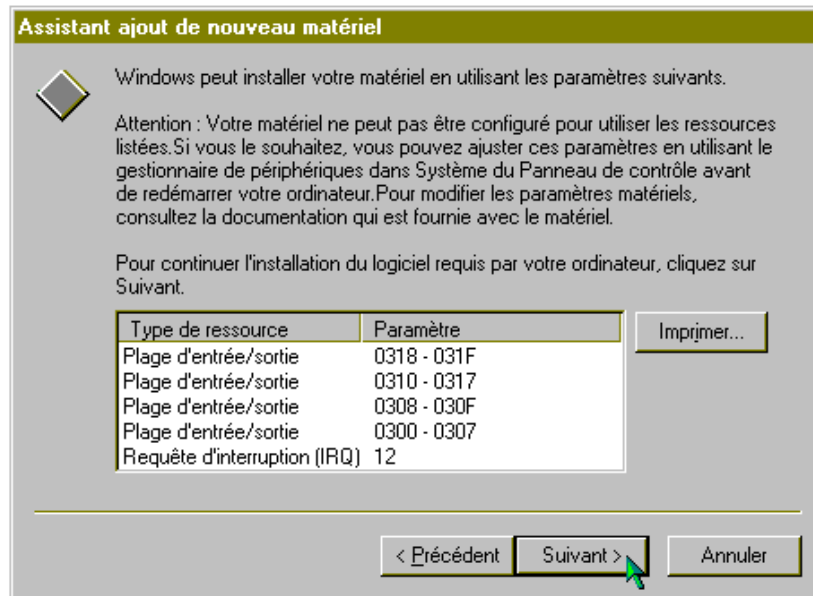 Assistant ajout de nouveau matériel
Windows peut installer votre matériel en utilisant les paramètres suivants.
Attention : Votre matériel ne peut pas être configuré pour utiliser les ressources
listées.Si vous le souhaitez, vous pouvez ajuster ces paramètres en utilisant le
gestionnaire de périphériques dans Système du Panneau de contrôle avant
de redémarrer votre ordinateur.Pour modifier les paramètres matériels,
consultez la documentation qui est fournie avec le matériel.
Pour continuer l'installation du logiciel requis par votre ordinateur, cliquez sur
Suivant.
Type de ressource Paramètre
Imprimer...
Plage d'entrée/sortie 0318 - 031F
Plage d'entrée/sortie 0310 - 0317
Plage d'entrée/sortie 0308 - 030F
Plage d'entrée/sortie 0300 - 0307
Requête d'interruption (IRQ) 12
< Précédent Suivant > Annuler